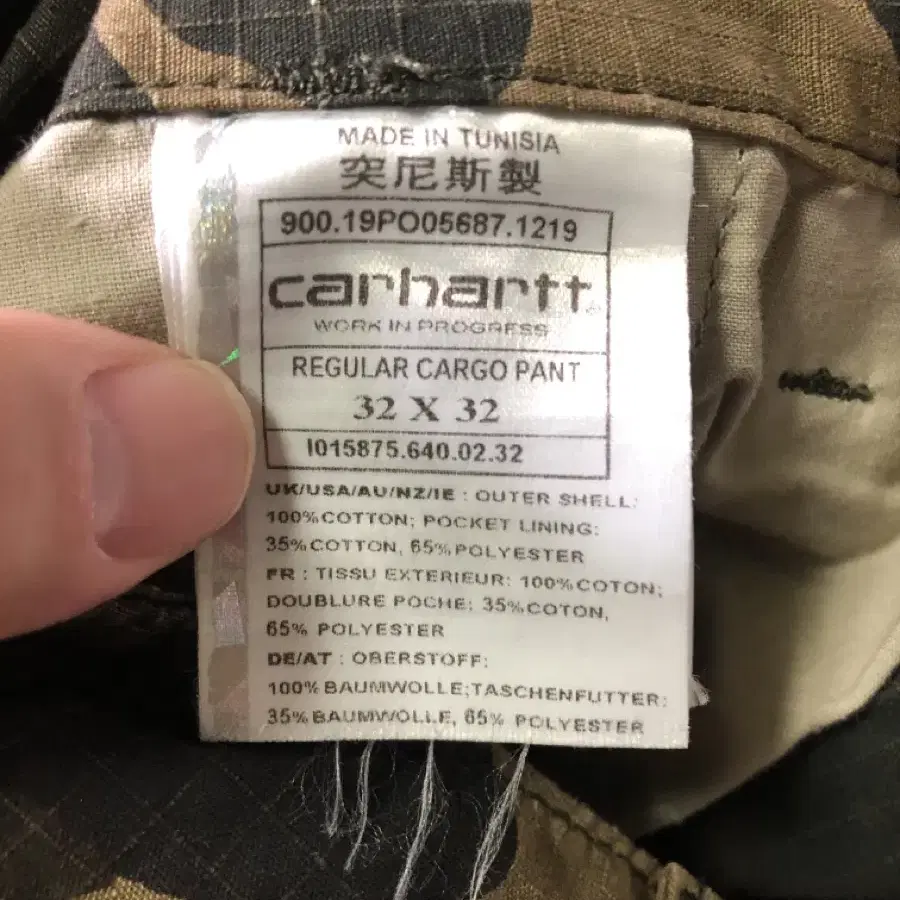 MADE IN TUNISIA
突尼斯製
900.19PO05687.1219
carhartt
WORK IN PROGRESS
REGULAR CARGO PANT
32 X 32
I015875.640.02.32
UK/USA/AU/NZ/IE : OUTER SHELL:
100%COTTON; POCKET LINING:
35%COTTON, 65%POLYESTER
FR : TISSU EXTERIEUR: 100%COTON;
DOUBLURE POCHE: 35%COTON,
65% POLYESTER
DE/AT : OBERSTOFF:
100%BAUMWOLLE;TASCHENFUTTER:
35%BAUMWOLLE, 65% POLYESTER